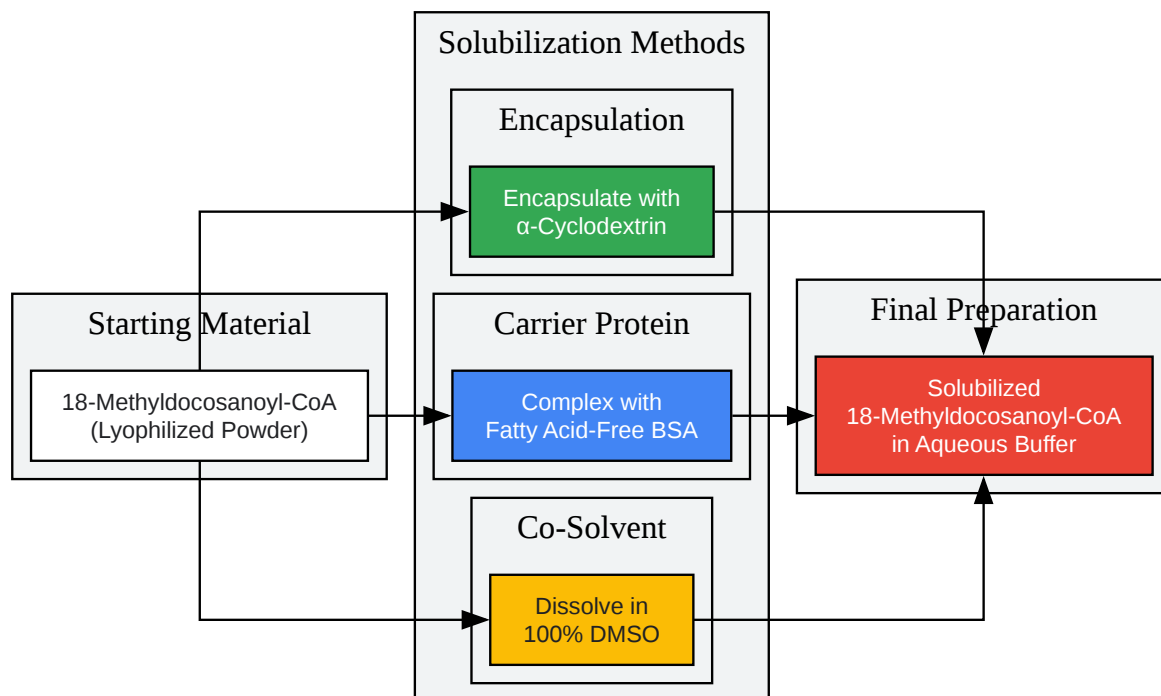 Solubilization Methods
Encapsulation
Encapsulate with
α-Cyclodextrin
Starting Material
18-Methyldocosanoyl-CoA
(Lyophilized Powder)
Carrier Protein
Complex with
Fatty Acid-Free BSA
Final Preparation
Solubilized
18-Methyldocosanoyl-CoA
in Aqueous Buffer
Co-Solvent
Dissolve in
100% DMSO